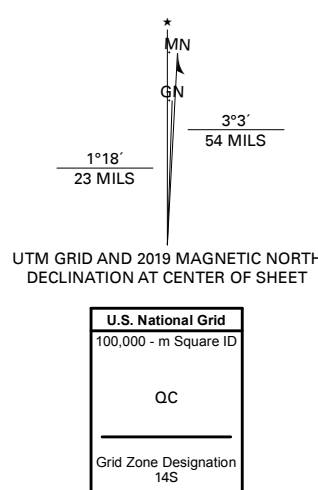 MN
GN
3°3´
54 MILS
1°18´
23 MILS
UTM GRID AND 2019 MAGNETIC NORTH
DECLINATION AT CENTER OF SHEET
U.S. National Grid
100,000 - m Square ID
QC
Grid Zone Designation
14S